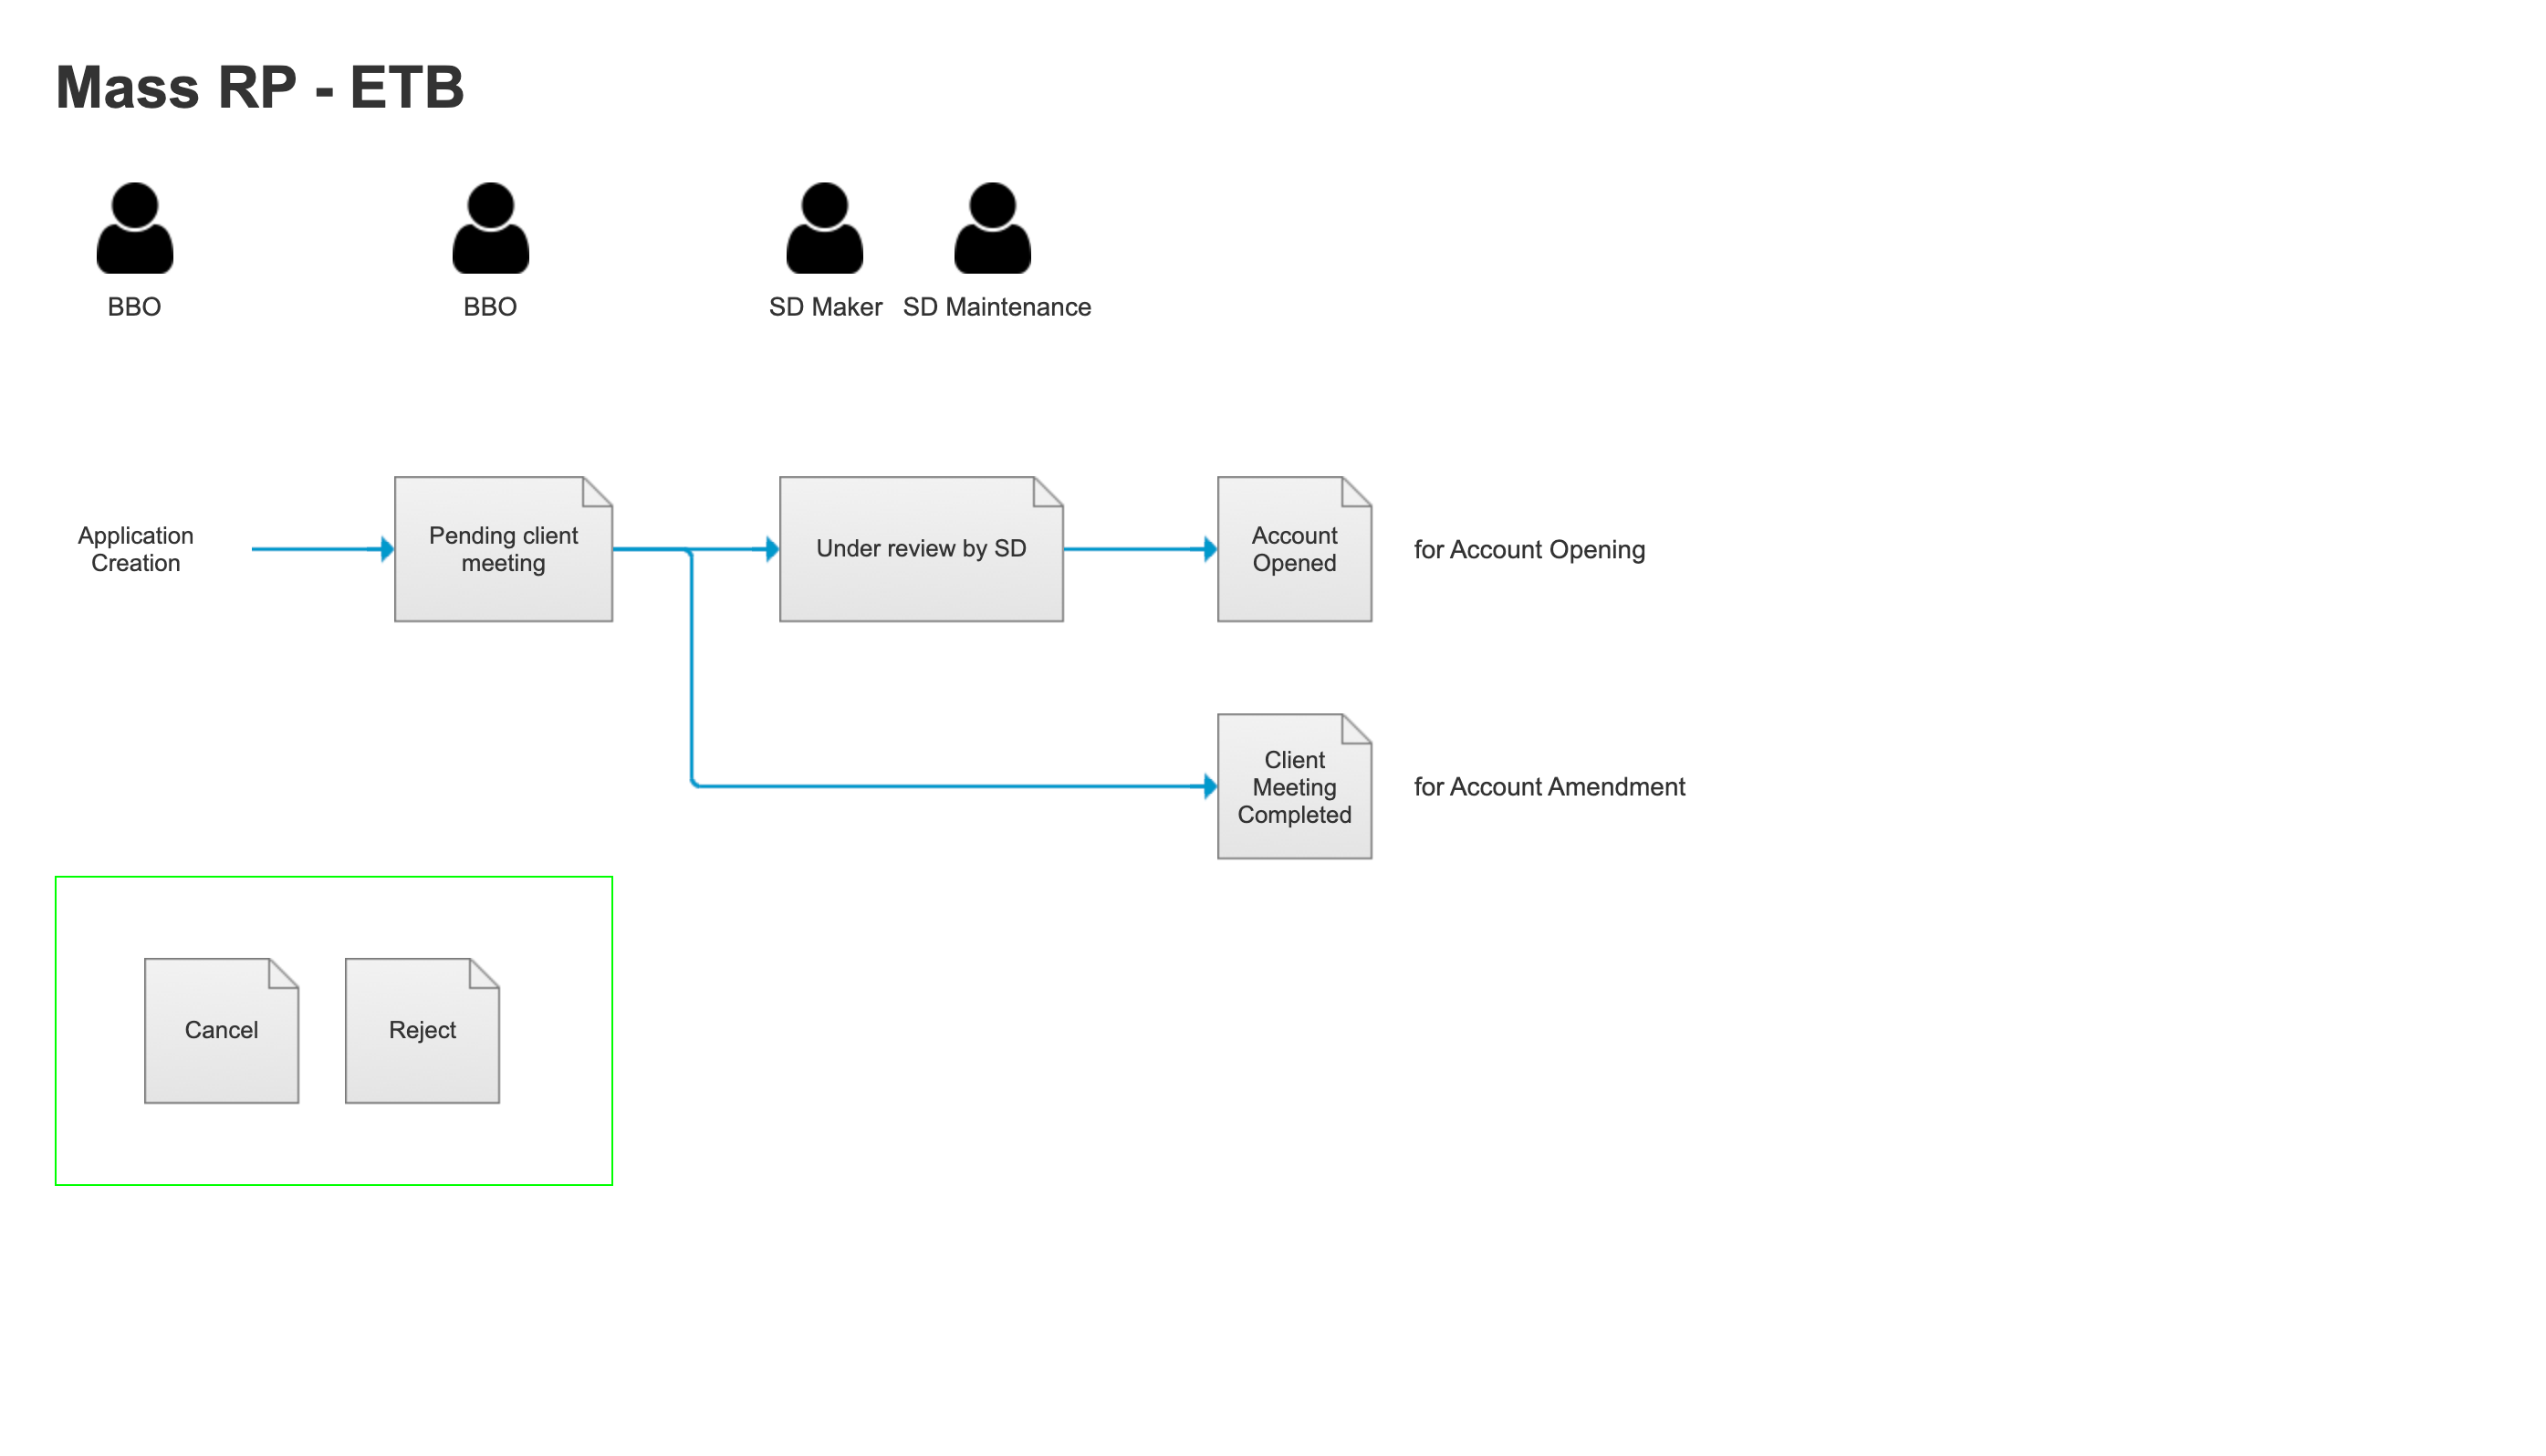 Mass RP - ETB
BBO
BBO
SD Maker
SD Maintenance
Application
Creation
Pending client
meeting
Under review by SD
Account
Opened
for Account Opening
Client
Meeting
Completed
for Account Amendment
Cancel
Reject